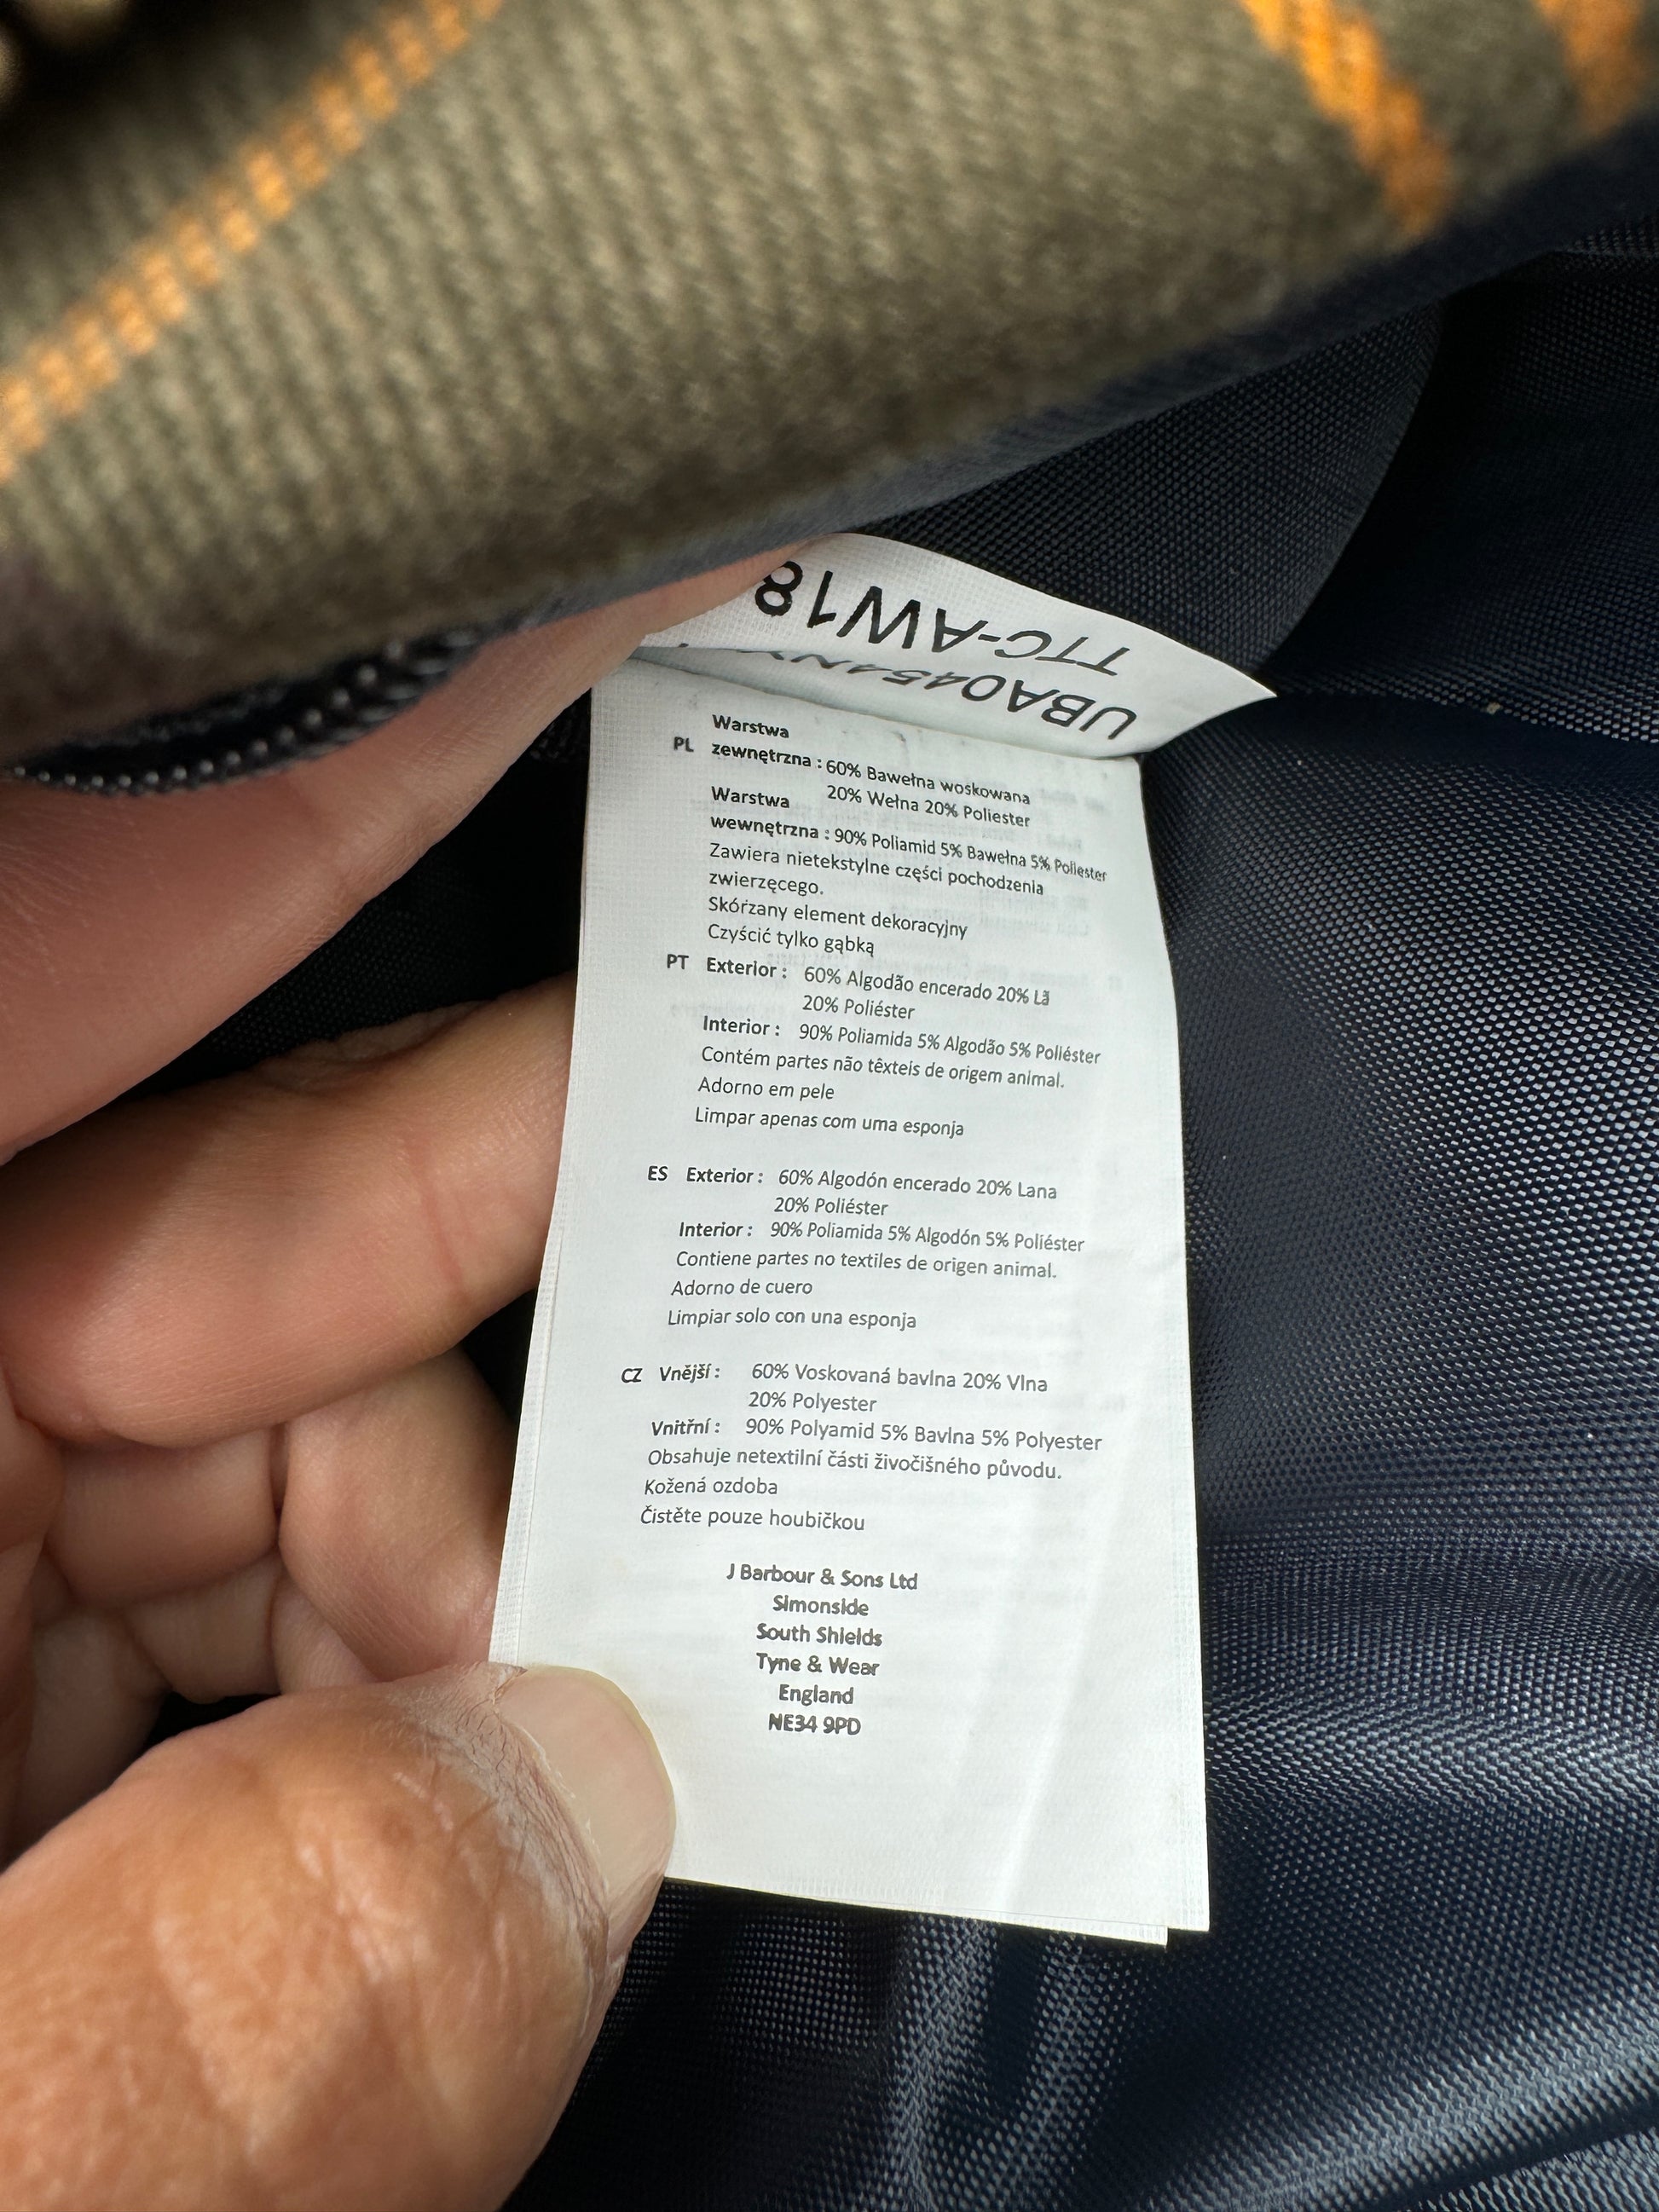 TTC-AW18
UBA0454NY
Warstwa
PL zewnętrzna : 60% Bawełna woskowana
20% Wełna 20% Poliester
Warstwa
wewnętrzna : 90% Poliamid 5% Bawełna 5% Poliester
Zawiera nietekstylne części pochodzenia
zwierzęcego.
Skórzany element dekoracyjny
Czyścić tylko gąbką
PT Exterior : 60% Algodão encerado 20% Lã
20% Poliéster
Interior : 90% Poliamida 5% Algodão 5% Poliéster
Contém partes não têxteis de origem animal.
Adorno em pele
Limpar apenas com uma esponja
ES Exterior : 60% Algodón encerado 20% Lana
20% Poliéster
Interior : 90% Poliamida 5% Algodón 5% Poliéster
Contiene partes no textiles de origen animal.
Adorno de cuero
Limpiar solo con una esponja
CZ Vnější : 60% Voskovaná bavlna 20% Vlna
20% Polyester
Vnitřní : 90% Polyamid 5% Bavlna 5% Polyester
Obsahuje netextilní části živočišného původu.
Kožená ozdoba
Čistěte pouze houbičkou
J Barbour & Sons Ltd
Simonside
South Shields
Tyne & Wear
England
NE34 9PD